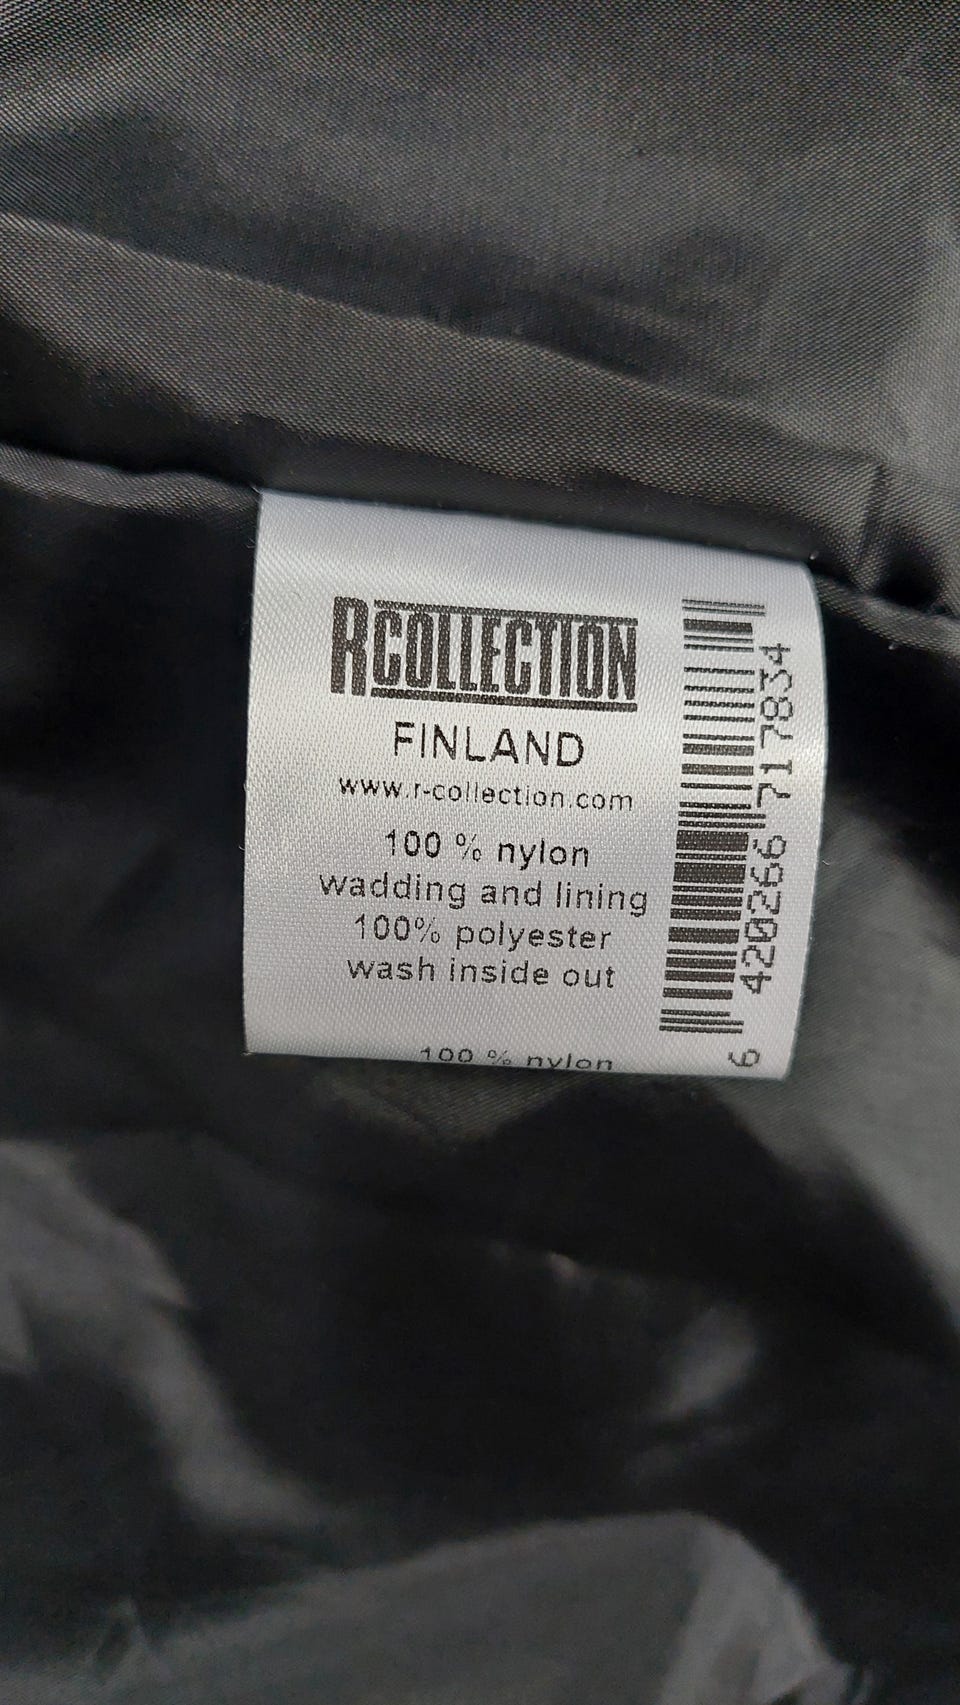 RCOLLECTION
FINLAND
www.r-collection.com
100 % nylon
wadding and lining
100% polyester
wash inside out
100 % nylon
6 420266 717834